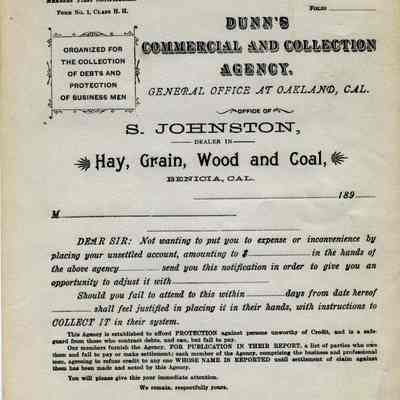 MEMBERS FIRST NOTIFICATION
FORM NO. 1, CLASS H. H.
FOLIO
ORGANIZED FOR
THE COLLECTION
OF DEBTS AND
PROTECTION
OF BUSINESS MEN
DUNN'S
COMMERCIAL AND COLLECTION
AGENCY.
GENERAL OFFICE AT OAKLAND, CAL.
OFFICE OF
S. JOHNSTON,
DEALER IN
Hay, Grain, Wood and Coal,
BENICIA, CAL.
189
M
DEAR SIR: Not wanting to put you to expense or inconvenience by
placing your unsettled account, amounting to $ in the hands of
the above agency send you this notification in order to give you an
opportunity to adjust it with
Should you fail to attend to this within days from date hereof
shall feel justified in placing it in their hands, with instructions to
COLLECT IT in their system.
This Agency is established to afford PROTECTION against persons unworthy of Credit, and is a safe-
guard from those who contract debts, and can, but fail to pay.
Our members furnish the Agency, FOR PUBLICATION IN THEIR REPORT, a list of parties who owe
them and fail to pay or make settlement; each member of the Agency, comprising the business and professional
men, agreeing to refuse credit to any one WHOSE NAME IS REPORTED until settlement of claim against
them has been made and noted by this Agency.
You will please give this your immediate attention.
We remain, respectfully yours,